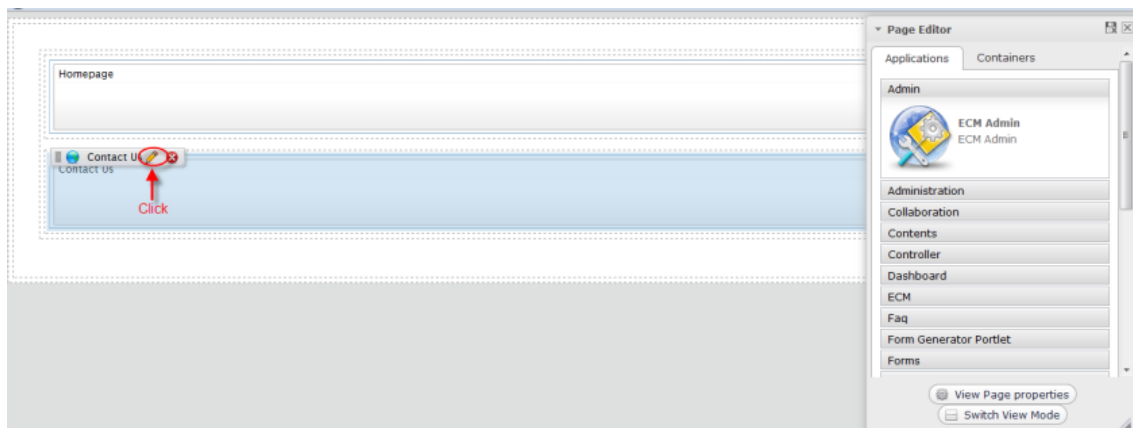 Homepage
Contact Us
Contact Us
Click
Page Editor
Applications
Containers
Admin
ECM Admin
ECM Admin
Administration
Collaboration
Contents
Controller
Dashboard
ECM
Faq
Form Generator Portlet
Forms
View Page properties
Switch View Mode